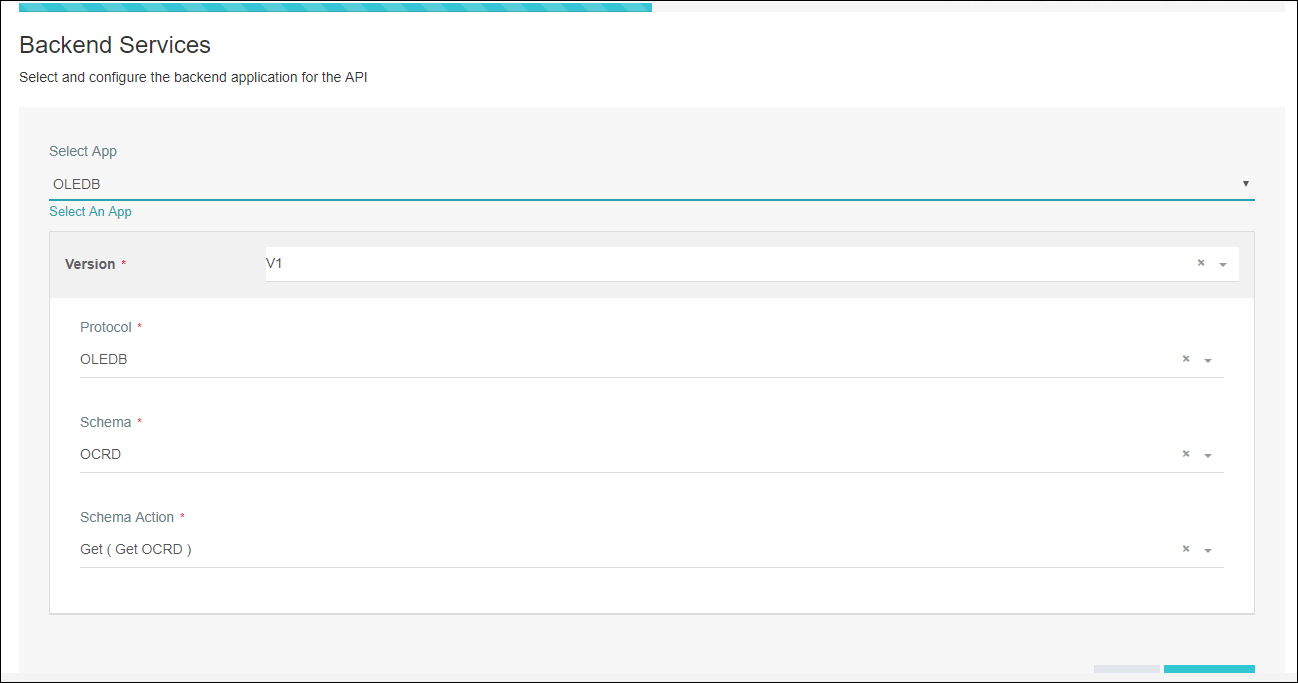 Backend Services
Select and configure the backend application for the API
Select App
OLEDB
Select An App
Version *
V1
Protocol *
OLEDB
Schema *
OCRD
Schema Action *
Get ( Get OCRD )